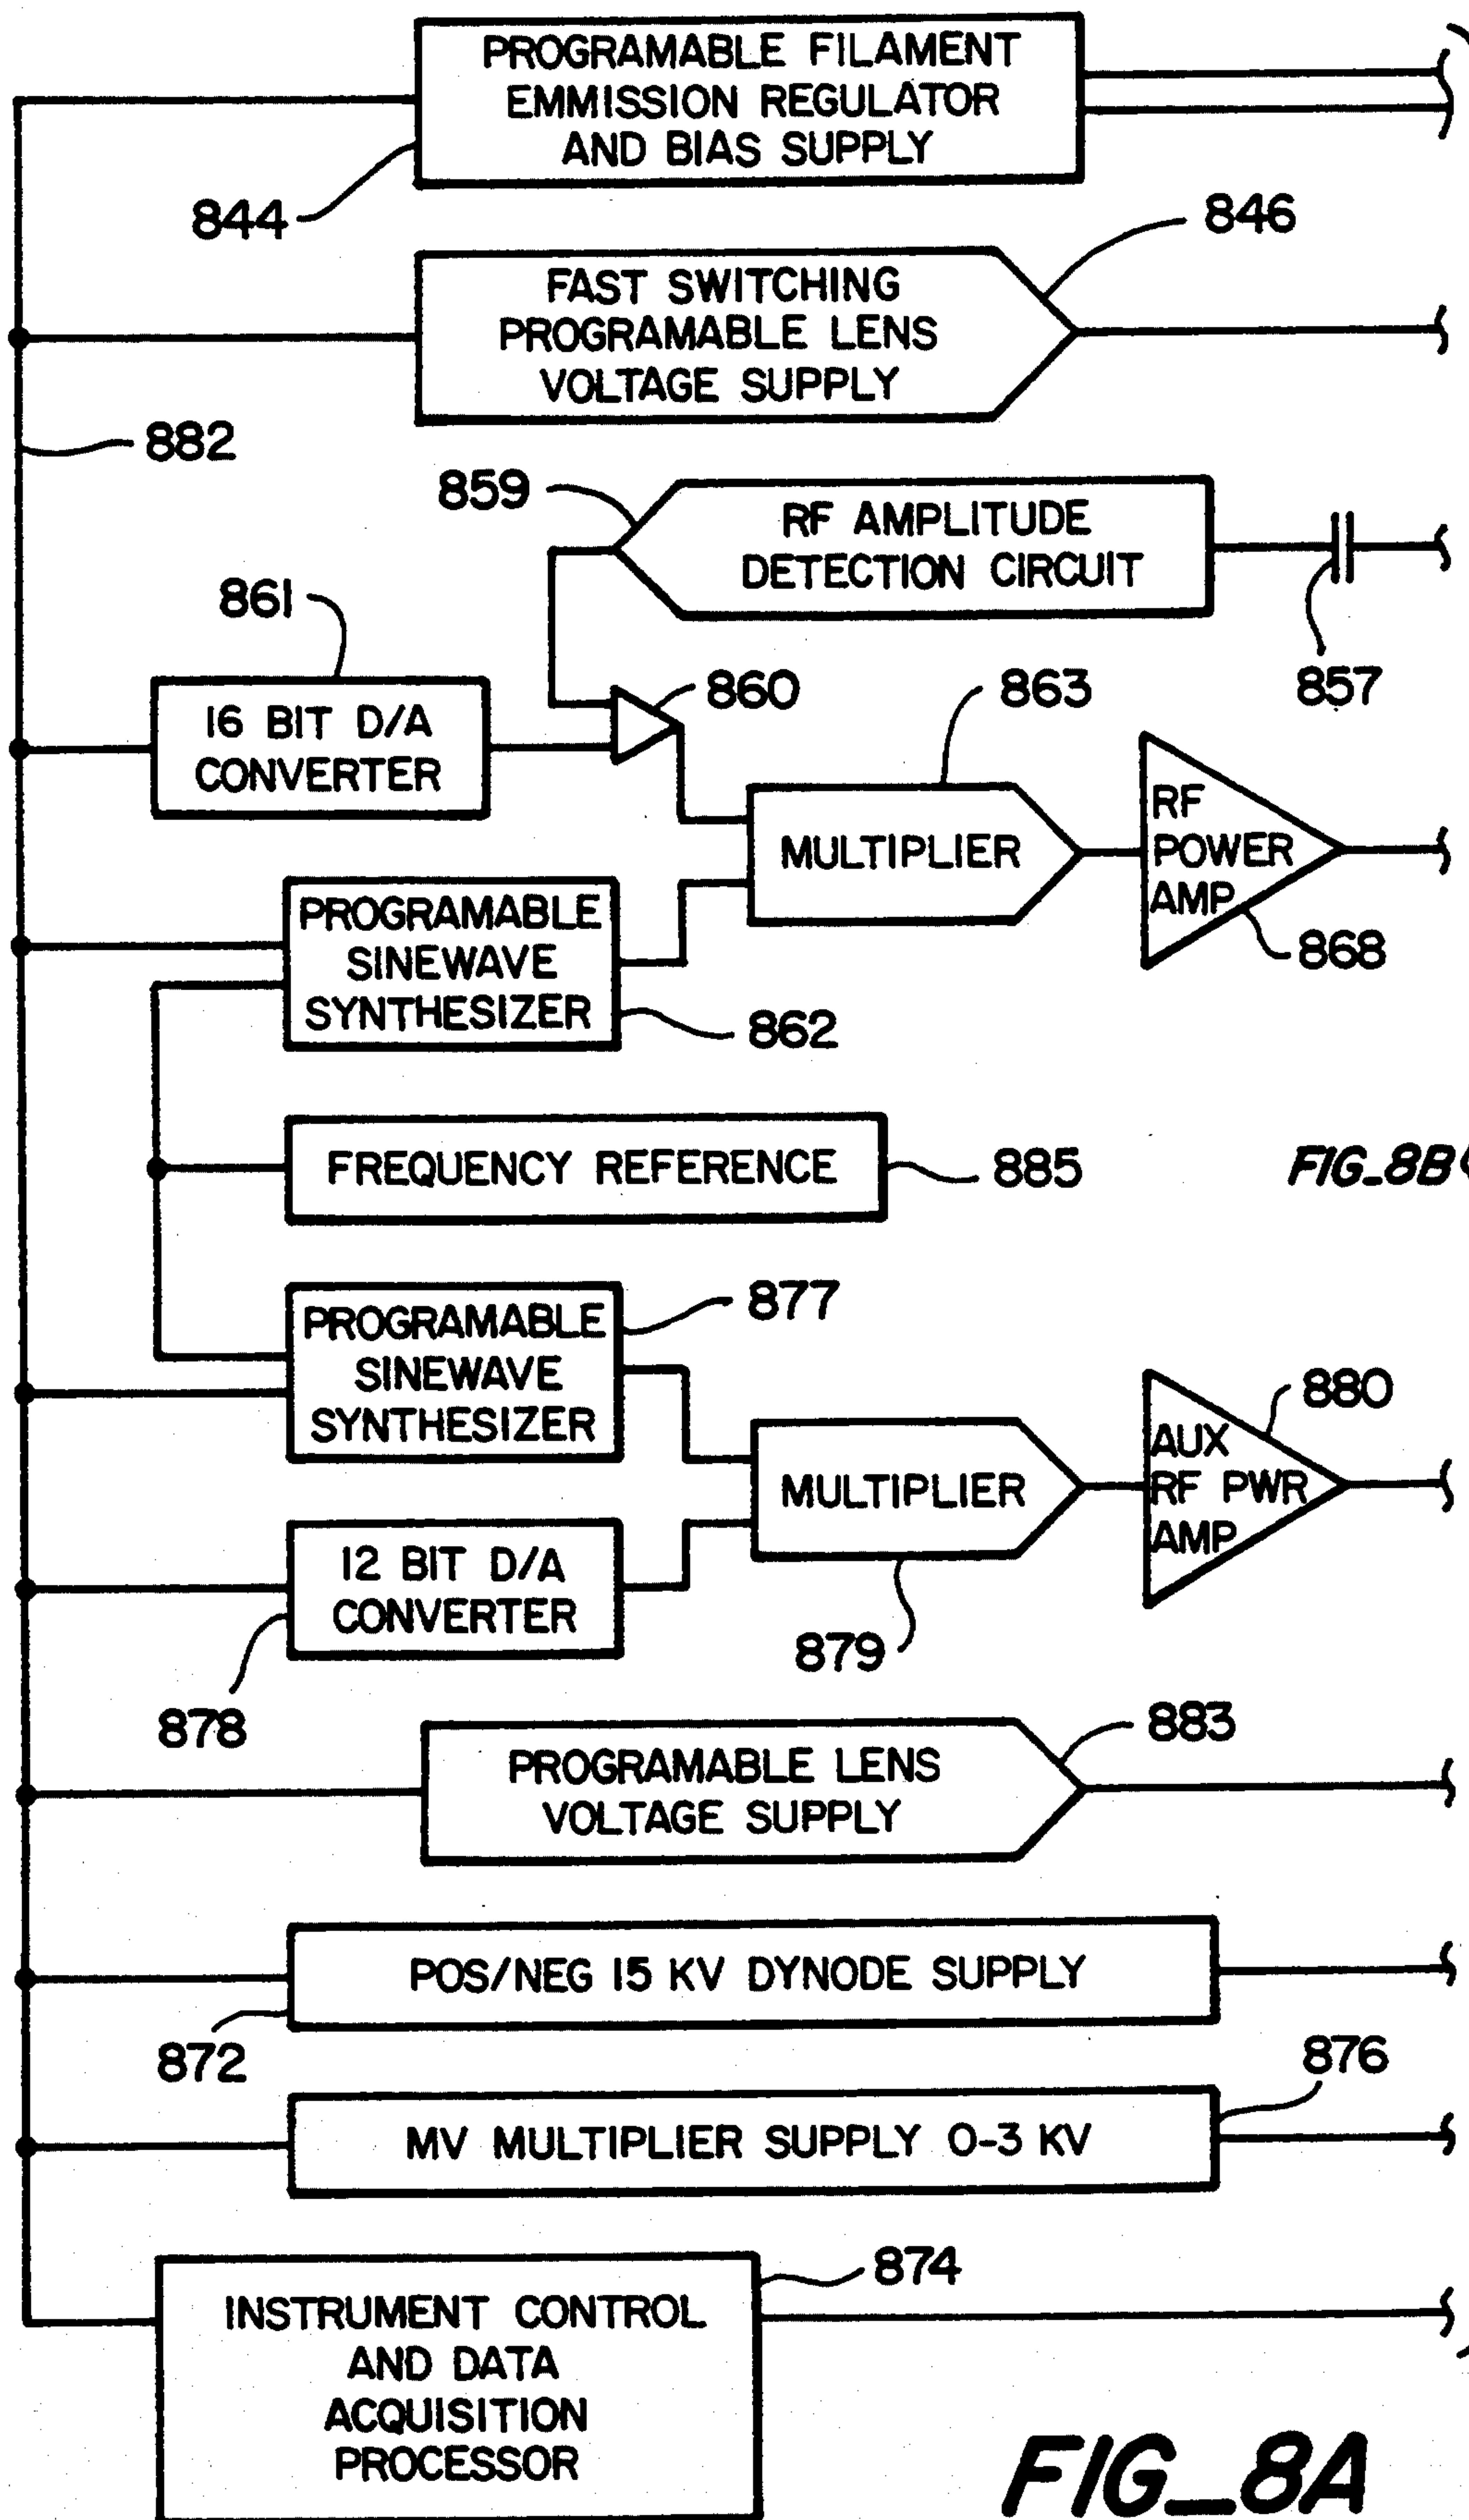 PROGRAMABLE FILAMENT
EMMISSION REGULATOR
AND BIAS SUPPLY
844
846
FAST SWITCHING
PROGRAMABLE LENS
VOLTAGE SUPPLY
882
859
RF AMPLITUDE
DETECTION CIRCUIT
857
861
16 BIT D/A
CONVERTER
860
863
MULTIPLIER
RF
POWER
AMP
868
PROGRAMABLE
SINEWAVE
SYNTHESIZER
862
FREQUENCY REFERENCE
885
FIG_8B
877
PROGRAMABLE
SINEWAVE
SYNTHESIZER
880
AUX
RF PWR
AMP
MULTIPLIER
879
12 BIT D/A
CONVERTER
878
883
PROGRAMABLE LENS
VOLTAGE SUPPLY
POS/NEG 15 KV DYNODE SUPPLY
872
876
MV MULTIPLIER SUPPLY 0-3 KV
874
INSTRUMENT CONTROL
AND DATA
ACQUISITION
PROCESSOR
FIG_8A